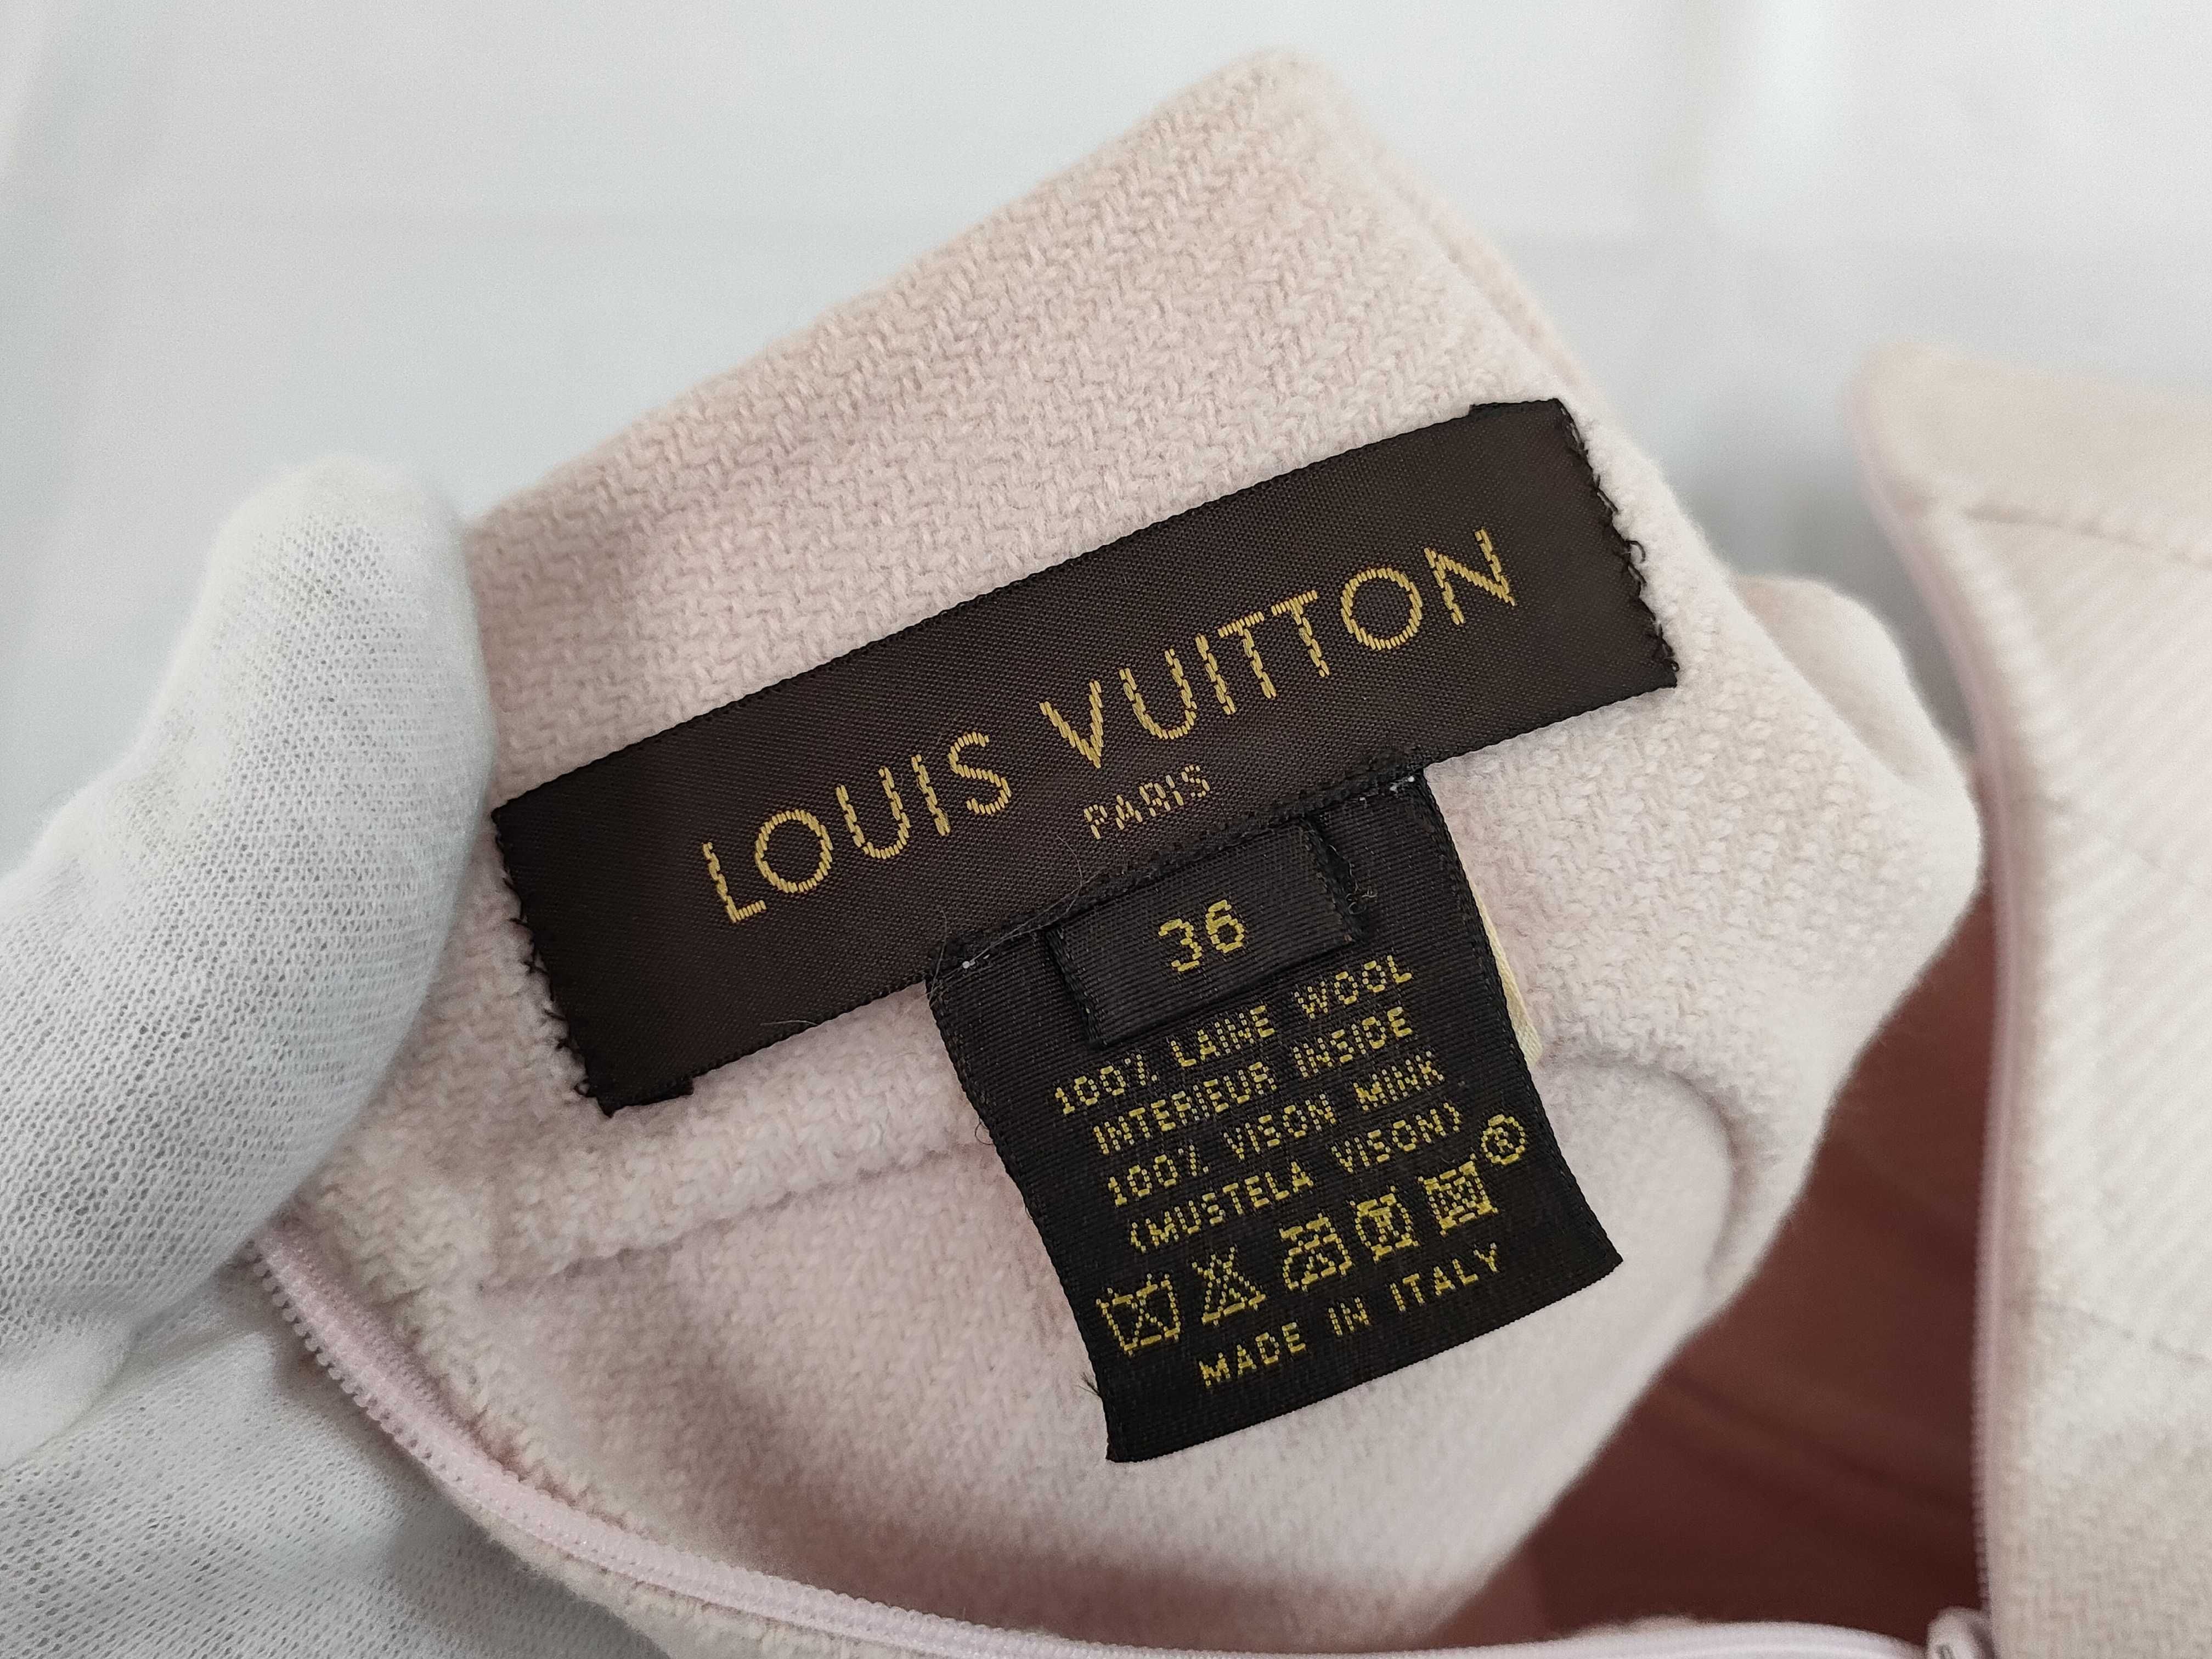 LOUIS VUITTON
PARIS
36
100% LAINE WOOL
INTERIEUR INSIDE
100% VISON MINK
(MUSTELA VISON)
®
MADE IN ITALY